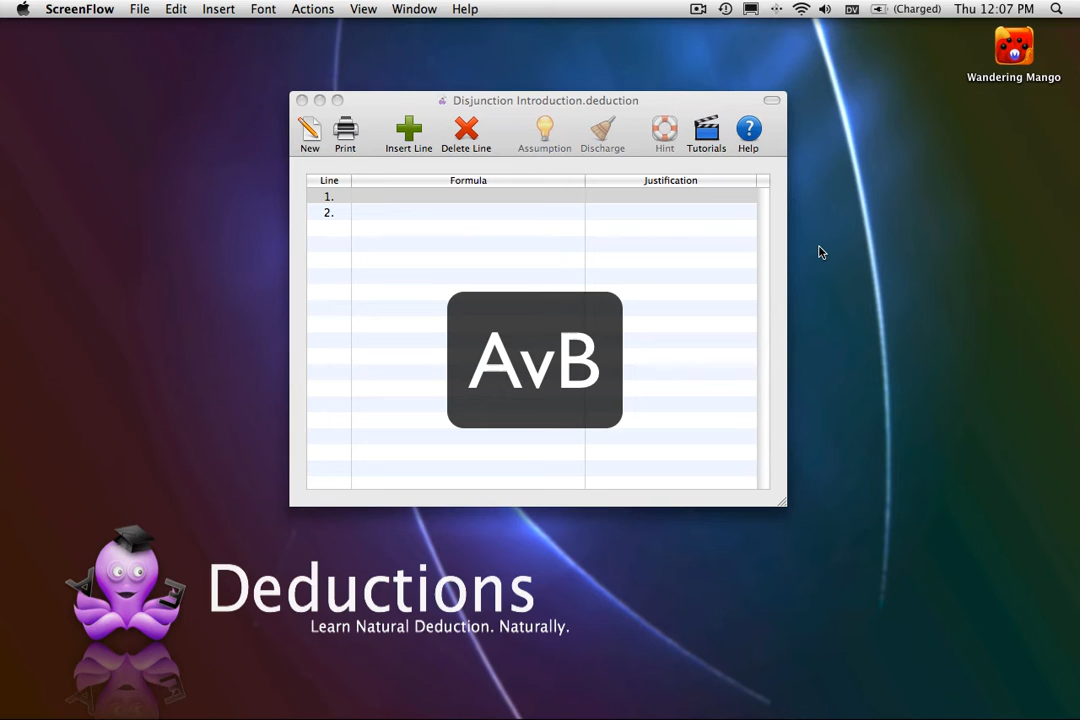 ScreenFlow File Edit Insert Font Actions View Window Help DV (Charged) Thu 12:07 PM
Wandering Mango
Disjunction Introduction.deduction
New Print Insert Line Delete Line Assumption Discharge Hint Tutorials Help
Line Formula Justification
1.
2.
AvB
Deductions
Learn Natural Deduction. Naturally.